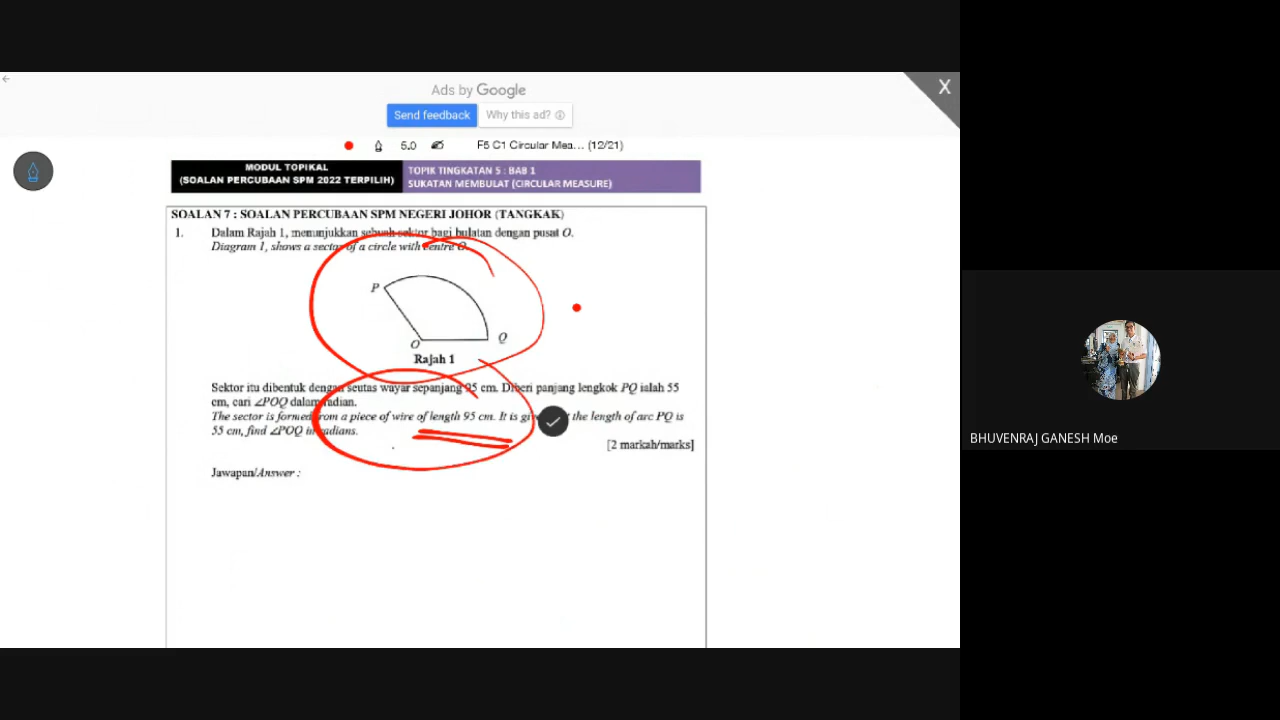 Ads by Google
X
Send feedback
Why this ad?
5.0
F5 C1 Circular Mea... (12/21)
MODUL TOPIKAL
(SOALAN PERCUBAAN SPM 2022 TERPILIH)
TOPIK TINGKATAN 5 : BAB 1
SUKATAN MEMBULAT (CIRCULAR MEASURE)
SOALAN 7 : SOALAN PERCUBAAN SPM NEGERI JOHOR (TANGKAK)
1. Dalam Rajah 1, menunjukkan sebuah sektor bagi bulatan dengan pusat O.
Diagram 1, shows a sector of a circle with centre O.
P
O
Q
Rajah 1
Sektor itu dibentuk dengan seutas wayar sepanjang 95 cm. Diberi panjang lengkok PQ ialah 55
cm, cari ∠POQ dalam radian.
The sector is formed from a piece of wire of length 95 cm. It is the length of arc PQ is
55 cm, find ∠POQ in radians.
[2 markah/marks]
Jawapan/Answer :
BHUVENRAJ GANESH Moe